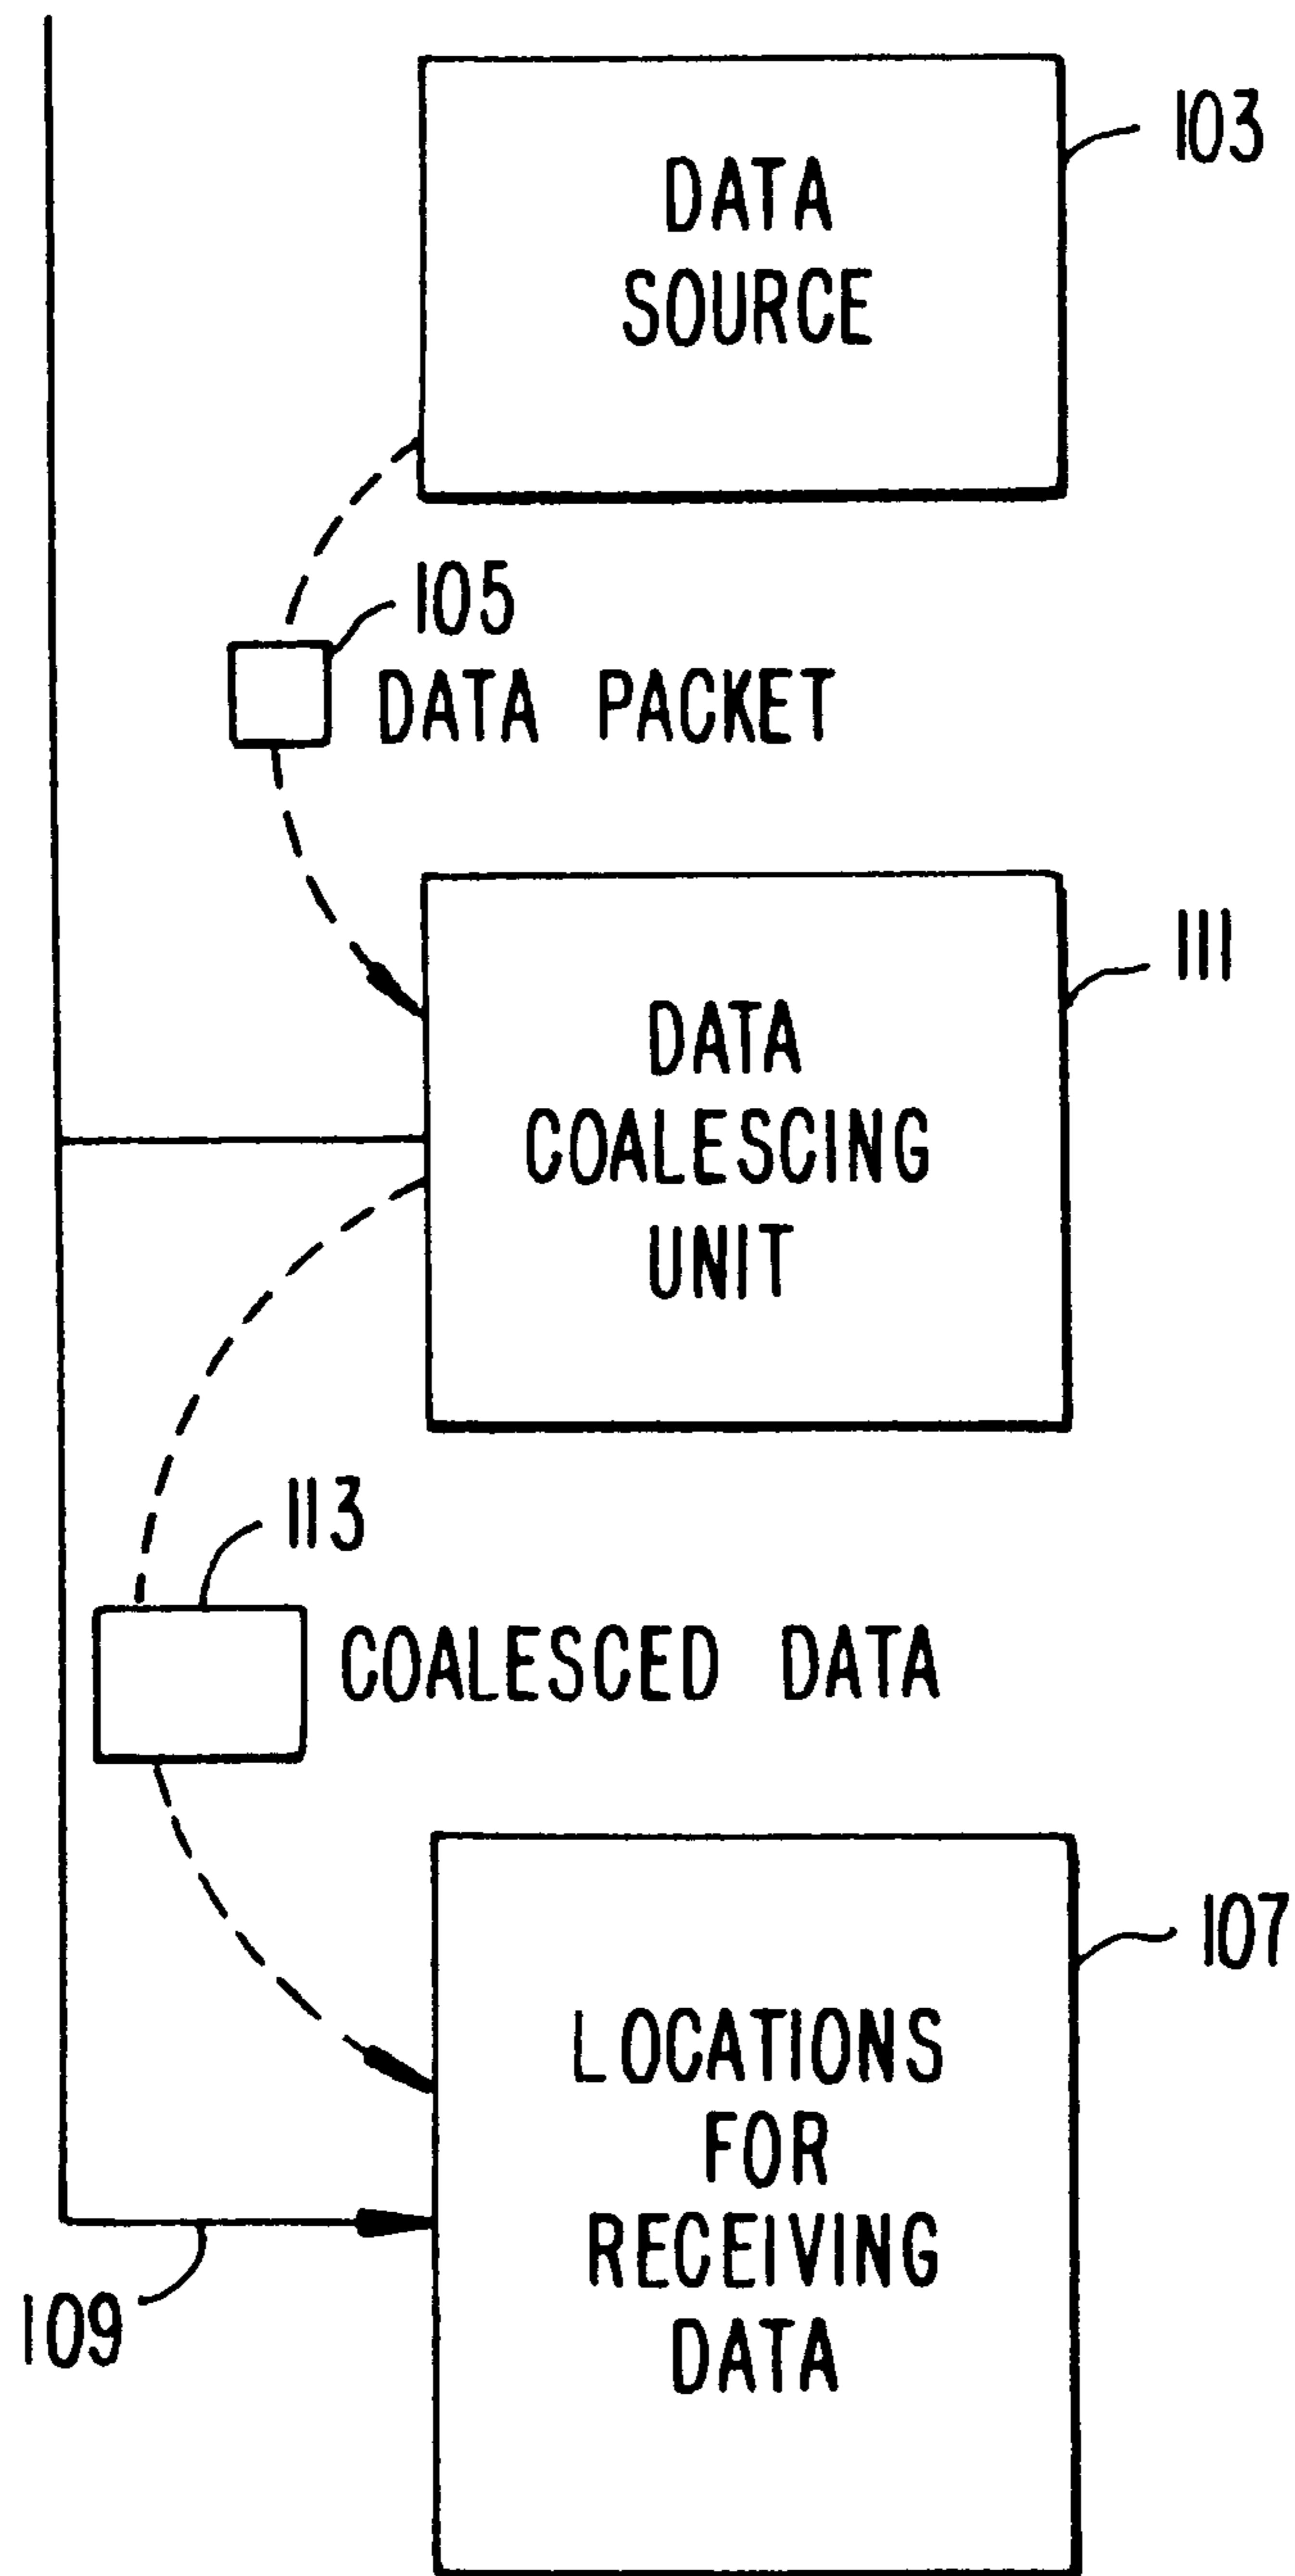 103
DATA
SOURCE
105
DATA PACKET
111
DATA
COALESCING
UNIT
113
COALESCED DATA
107
LOCATIONS
FOR
RECEIVING
DATA
109